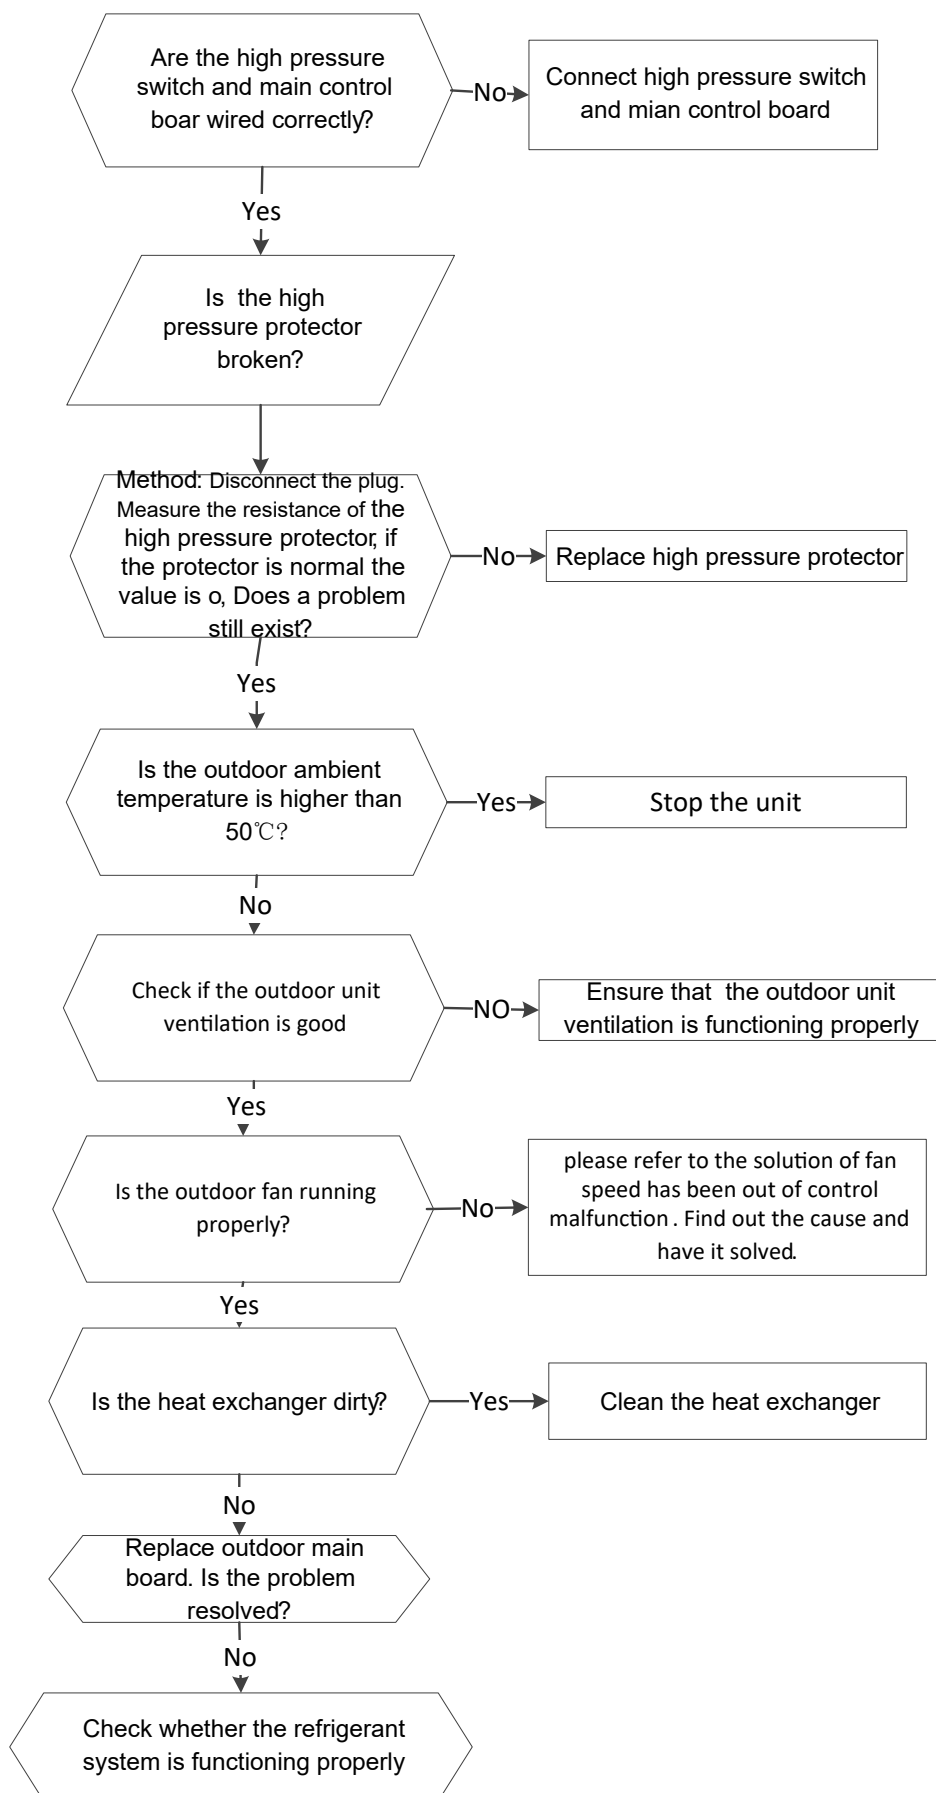 Are the high pressure
switch and main control
boar wired correctly?
No
Connect high pressure switch
and mian control board
Yes
Is the high
pressure protector
broken?
Method: Disconnect the plug.
Measure the resistance of the
high pressure protector, if
the protector is normal the
value is o, Does a problem
still exist?
No
Replace high pressure protector
Yes
Is the outdoor ambient
temperature is higher than
50℃?
Yes
Stop the unit
No
Check if the outdoor unit
ventilation is good
NO
Ensure that the outdoor unit
ventilation is functioning properly
Yes
Is the outdoor fan running
properly?
No
please refer to the solution of fan
speed has been out of control
malfunction . Find out the cause and
have it solved.
Yes
Is the heat exchanger dirty?
Yes
Clean the heat exchanger
No
Replace outdoor main
board. Is the problem
resolved?
No
Check whether the refrigerant
system is functioning properly